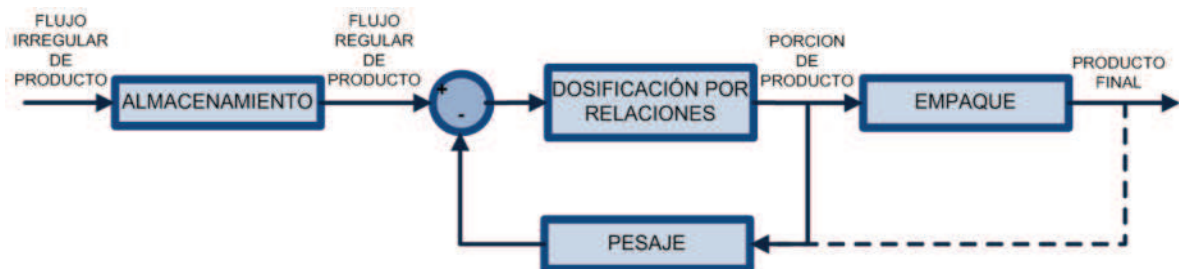 FLUJO
IRREGULAR
DE
PRODUCTO
ALMACENAMIENTO
FLUJO
REGULAR
DE
PRODUCTO
+
-
DOSIFICACIÓN POR
RELACIONES
PORCION
DE
PRODUCTO
EMPAQUE
PRODUCTO
FINAL
PESAJE